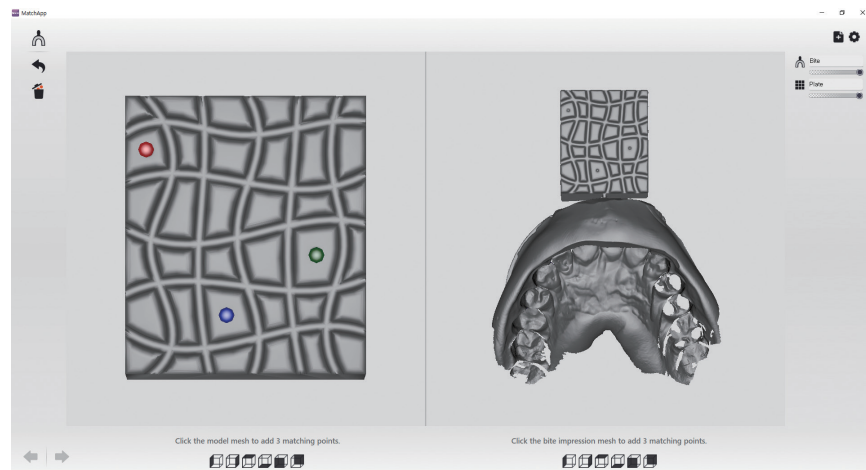 MatchApp
Bite
Plate
Click the model mesh to add 3 matching points.
Click the bite impression mesh to add 3 matching points.